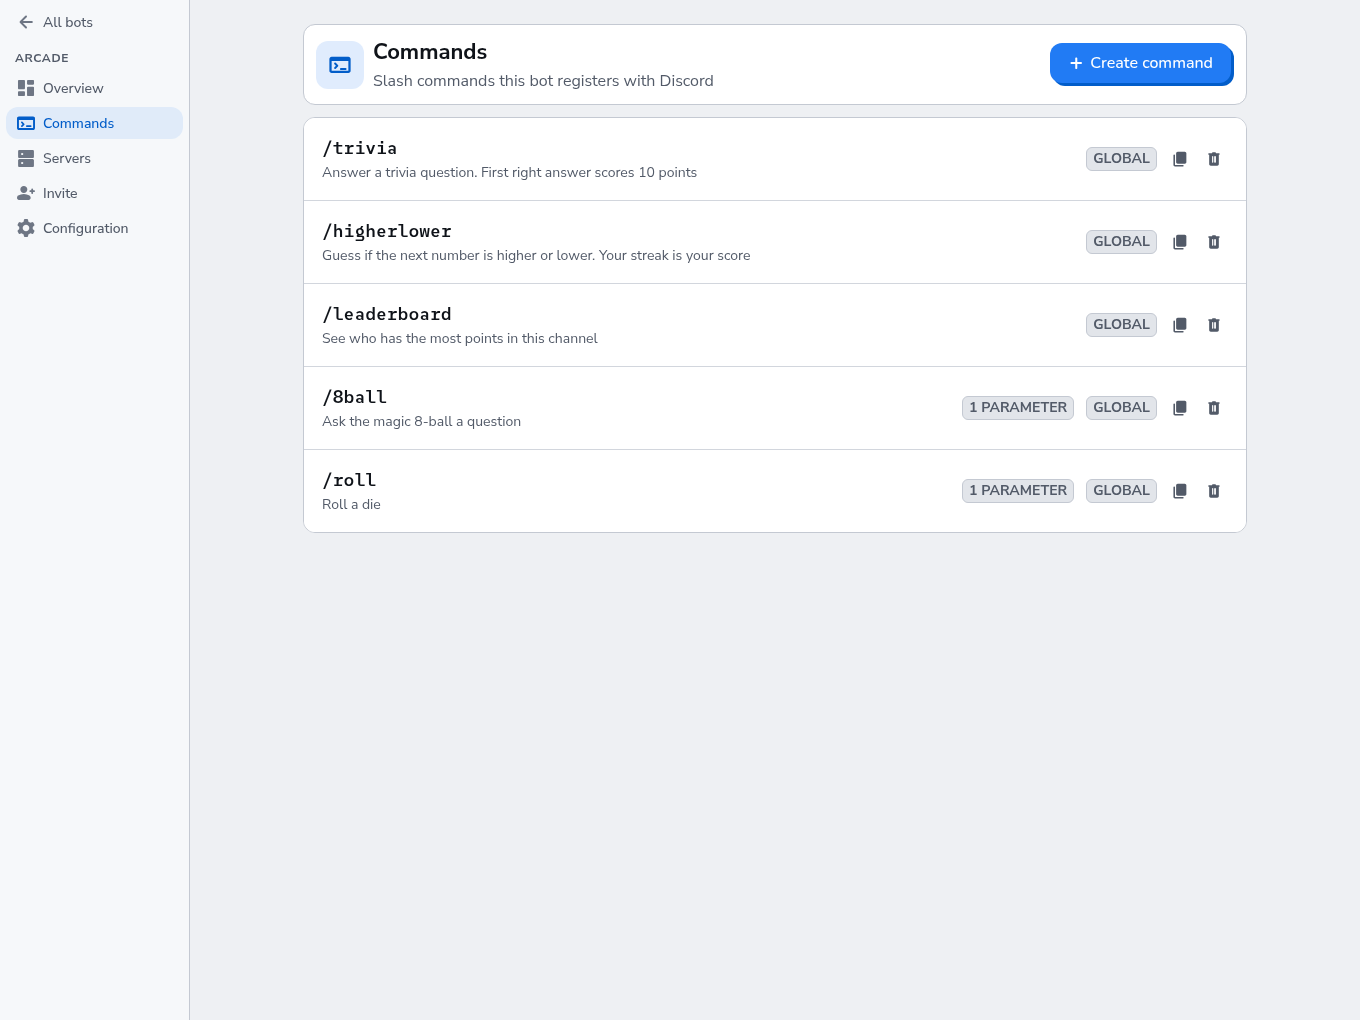 All bots
ARCADE
Overview
Commands
Servers
Invite
Configuration
Commands
Slash commands this bot registers with Discord
Create command
/trivia
Answer a trivia question. First right answer scores 10 points
GLOBAL
/higherlower
Guess if the next number is higher or lower. Your streak is your score
GLOBAL
/leaderboard
See who has the most points in this channel
GLOBAL
/8ball
Ask the magic 8-ball a question
1 PARAMETER GLOBAL
/roll
Roll a die
1 PARAMETER GLOBAL